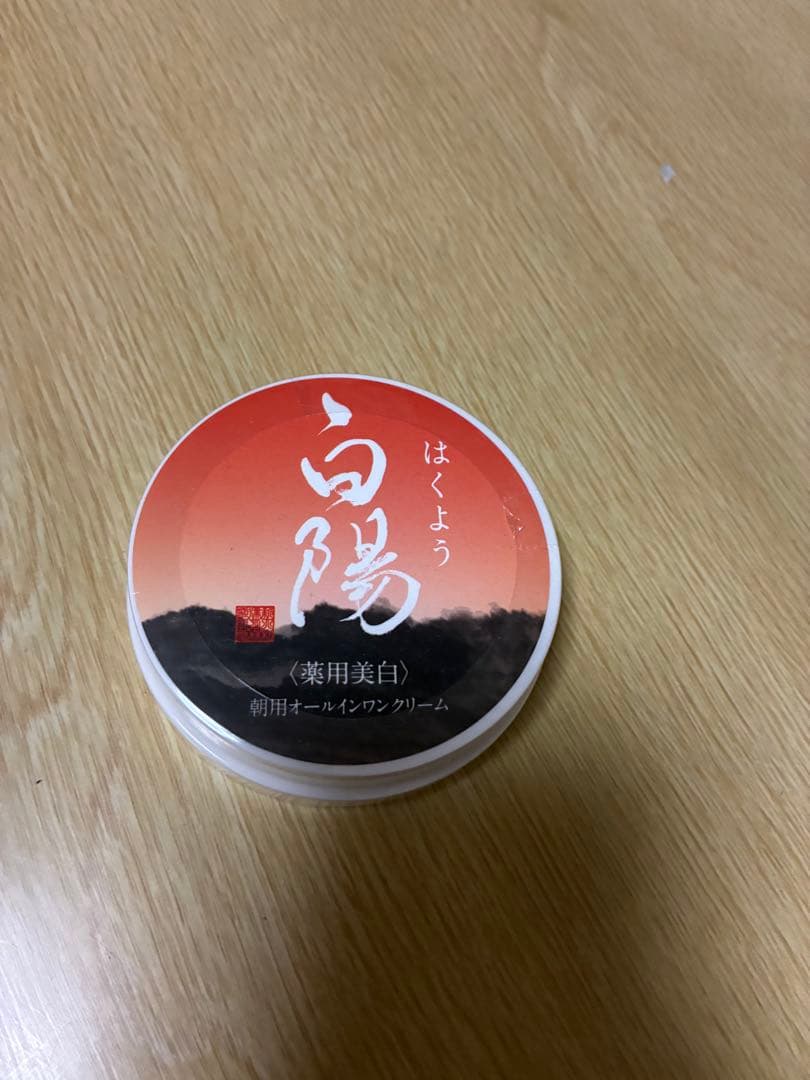 白陽
はくよう
〈薬用美白〉
朝用オールインワンクリーム